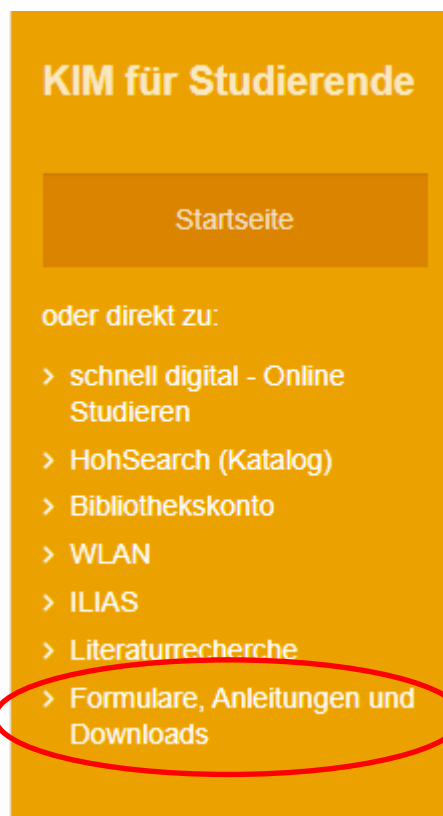 KIM für Studierende
Startseite
oder direkt zu:
> schnell digital - Online
Studieren
> HohSearch (Katalog)
> Bibliothekskonto
> WLAN
> ILIAS
> Literaturrecherche
> Formulare, Anleitungen und
Downloads